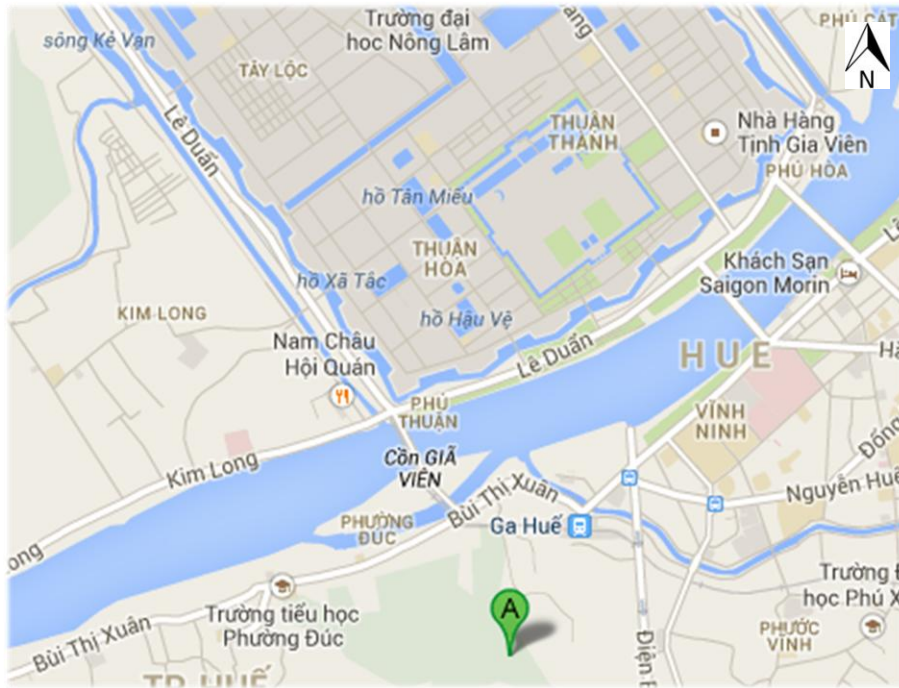 Trường đại
học Nông Lâm
PHÚ CÁT
N
sông Kẻ Vạn
TÂY LỘC
Lê Duẩn
THUẬN
THÀNH
Nhà Hàng
Tịnh Gia Viên
PHÚ HÒA
hồ Tân Miếu
THUẬN
HÒA
hồ Xã Tắc
Khách Sạn
Saigon Morin
KIM LONG
hồ Hậu Vệ
Nam Châu
Hội Quán
Lê Duẩn
HUE
PHÚ
THUẬN
VĨNH
NINH
Kim Long
Cồn GIÃ
VIÊN
Đống
Bùi Thị Xuân
Nguyễn Huệ
PHƯỜNG
ĐÚC
Ga Huế
Trường tiểu học
Phường Đúc
A
Trường Đ
học Phú X
Bùi Thị Xuân
PHƯỚC
VĨNH
Điện B
TP. HUẾ